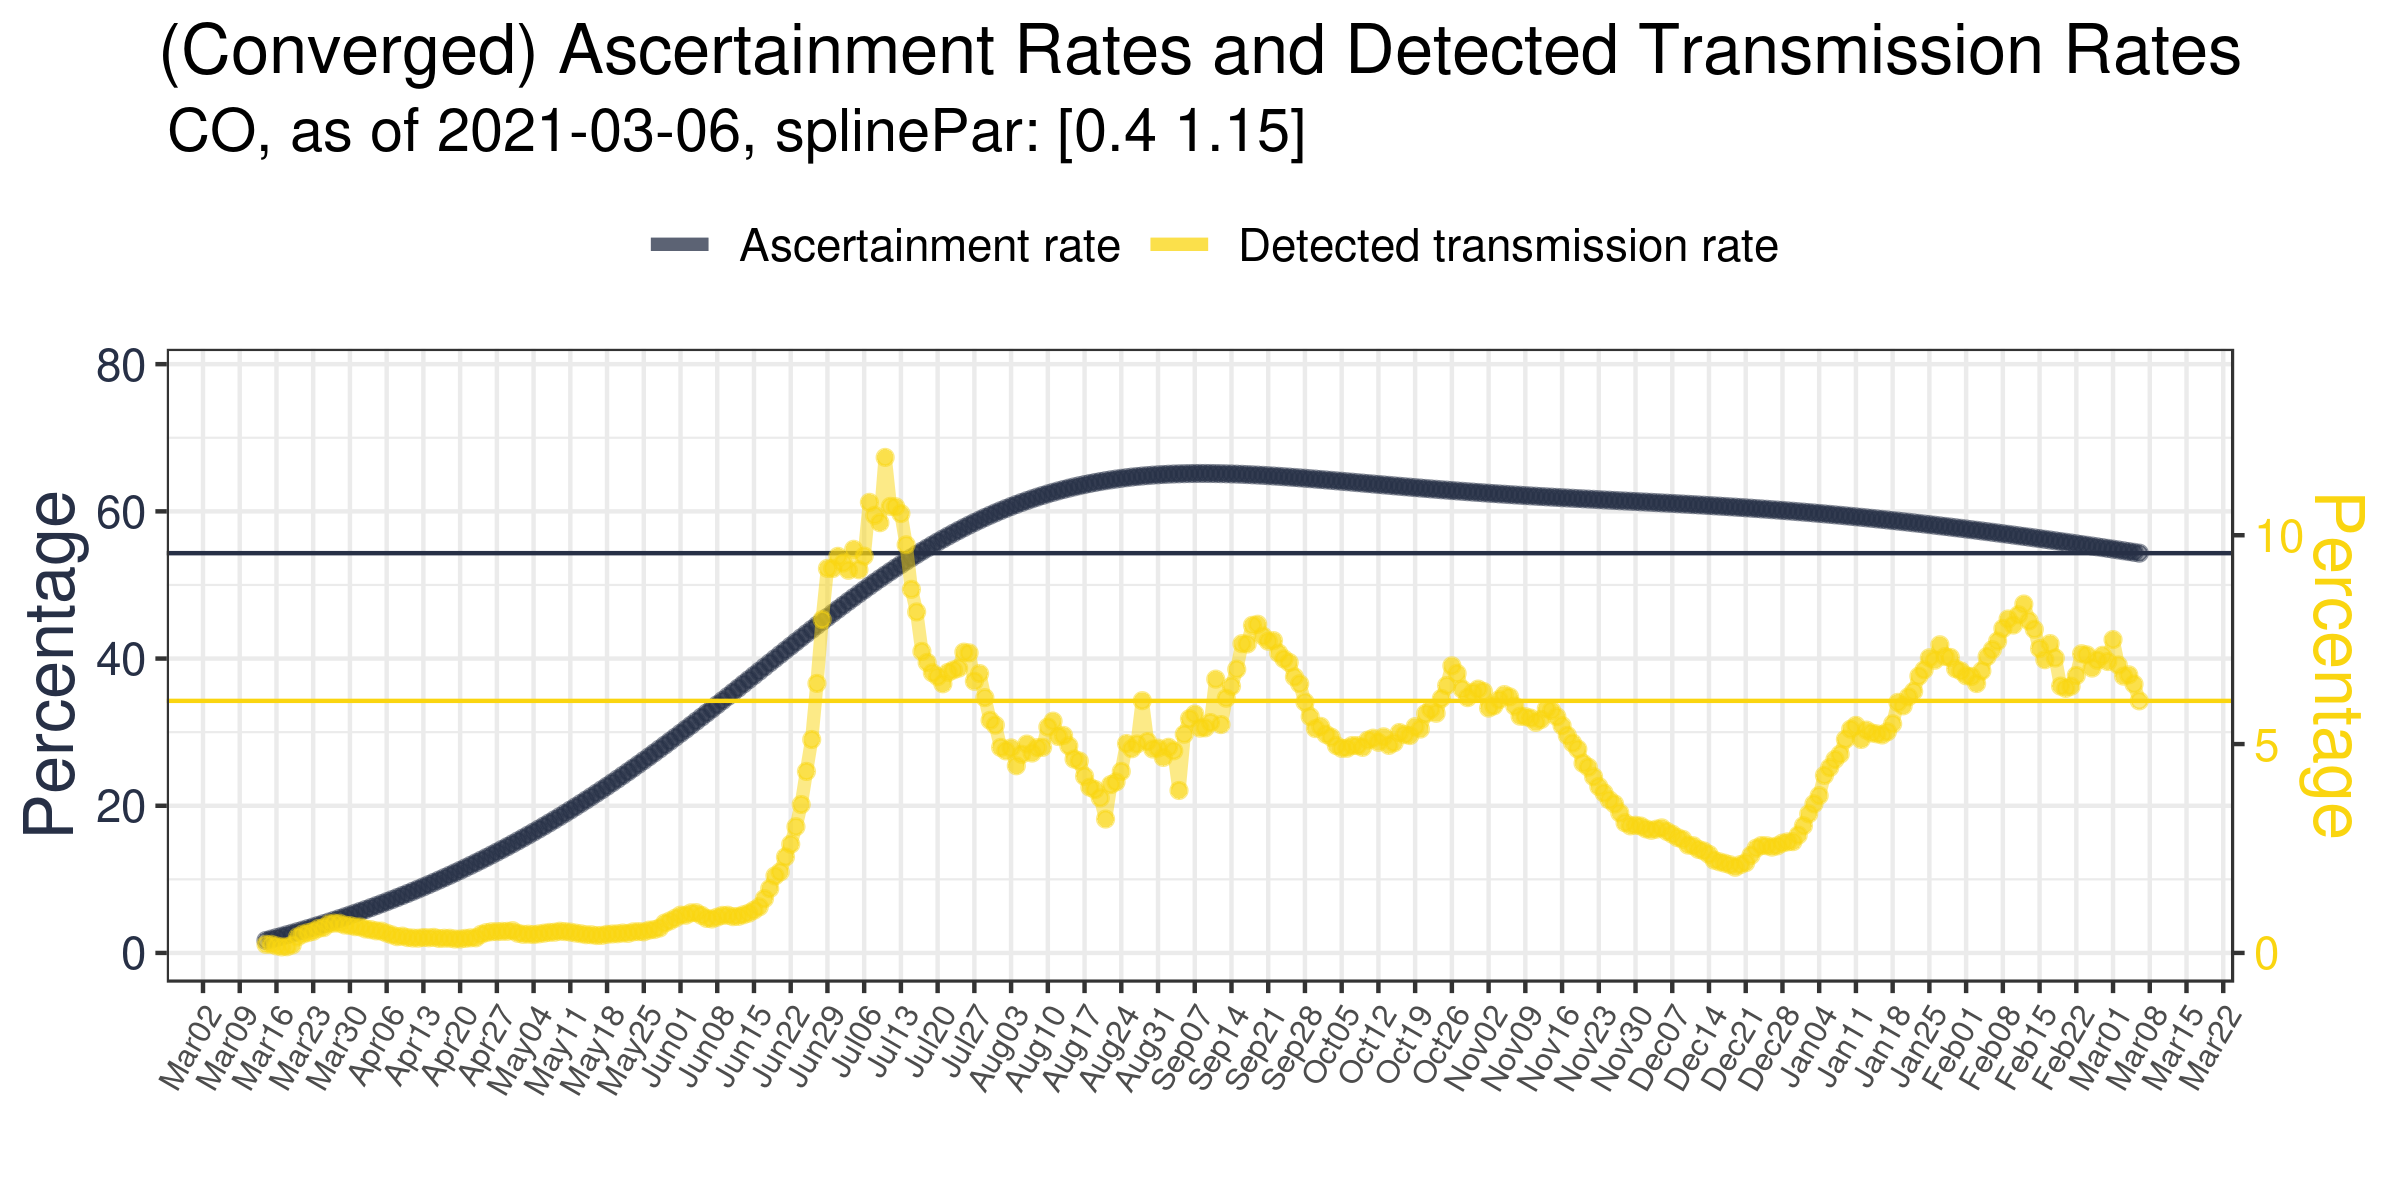 (Converged) Ascertainment Rates and Detected Transmission Rates
CO, as of 2021-03-06, splinePar: [0.4 1.15]
Ascertainment rate
Detected transmission rate
Percentage
80
60
40
20
0
10
5
0
Percentage
Mar02
Mar09
Mar16
Mar23
Mar30
Apr06
Apr13
Apr20
Apr27
May04
May11
May18
May25
Jun01
Jun08
Jun15
Jun22
Jun29
Jul06
Jul13
Jul20
Jul27
Aug03
Aug10
Aug17
Aug24
Aug31
Sep07
Sep14
Sep21
Sep28
Oct05
Oct12
Oct19
Oct26
Nov02
Nov09
Nov16
Nov23
Nov30
Dec07
Dec14
Dec21
Dec28
Jan04
Jan11
Jan18
Jan25
Feb01
Feb08
Feb15
Feb22
Mar01
Mar08
Mar15
Mar22